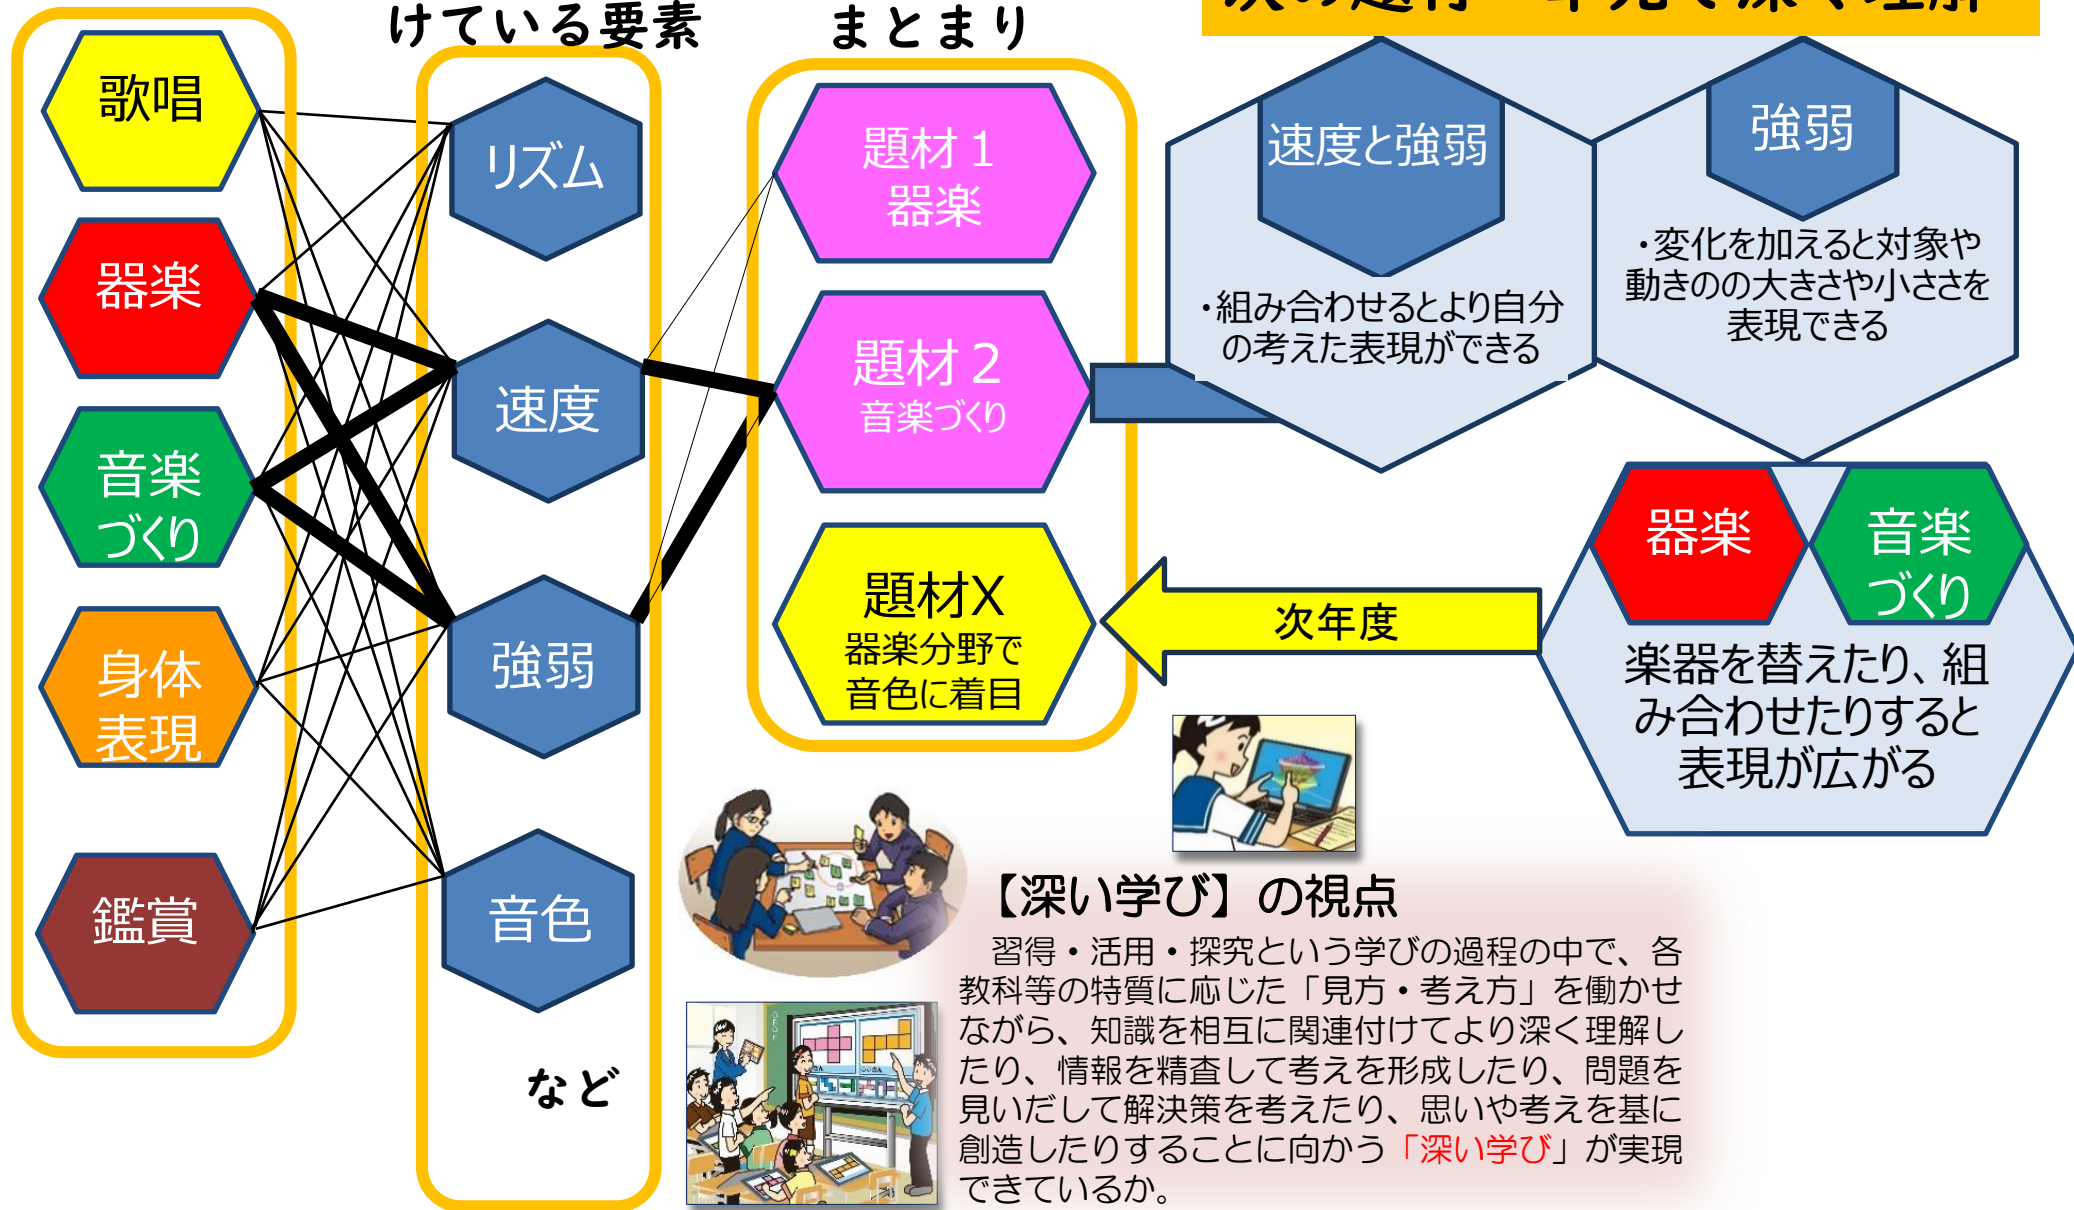 けている要素
まとまり
歌唱
器楽
音楽
づくり
身体
表現
鑑賞
リズム
速度
強弱
音色
など
題材１
器楽
題材２
音楽づくり
題材X
器楽分野で
音色に着目
速度と強弱
・組み合わせるとより自分
の考えた表現ができる
強弱
・変化を加えると対象や
動きのの大きさや小ささを
表現できる
次年度
器楽
音楽
づくり
楽器を替えたり、組
み合わせたりすると
表現が広がる
【深い学び】の視点
習得・活用・探究という学びの過程の中で、各
教科等の特質に応じた「見方・考え方」を働かせ
ながら、知識を相互に関連付けてより深く理解し
たり、情報を精査して考えを形成したり、問題を
見いだして解決策を考えたり、思いや考えを基に
創造したりすることに向かう「深い学び」が実現
できているか。